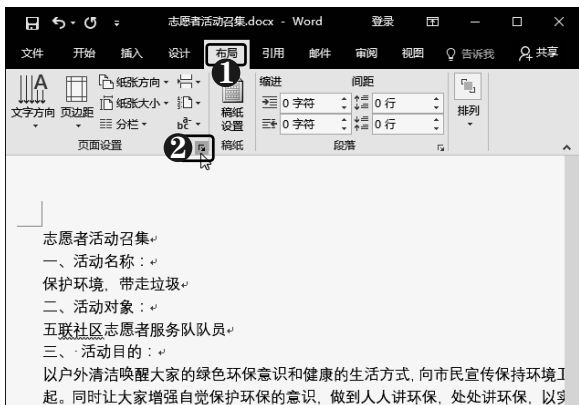 志愿者活动召集.docx - Word 登录
文件 开始 插入 设计 布局 引用 邮件 审阅 视图 告诉我 共享
1
文字方向 页边距 纸张方向 纸张大小 分栏 稿纸设置 缩进 间距 排列
0 字符 0 行
0 字符 0 行
页面设置 2 稿纸 段落
志愿者活动召集
一、活动名称：
保护环境，带走垃圾
二、活动对象：
五联社区志愿者服务队队员
三、·活动目的：
以户外清洁唤醒大家的绿色环保意识和健康的生活方式，向市民宣传保持环境卫
起。同时让大家增强自觉保护环保的意识，做到人人讲环保、处处讲环保，以实